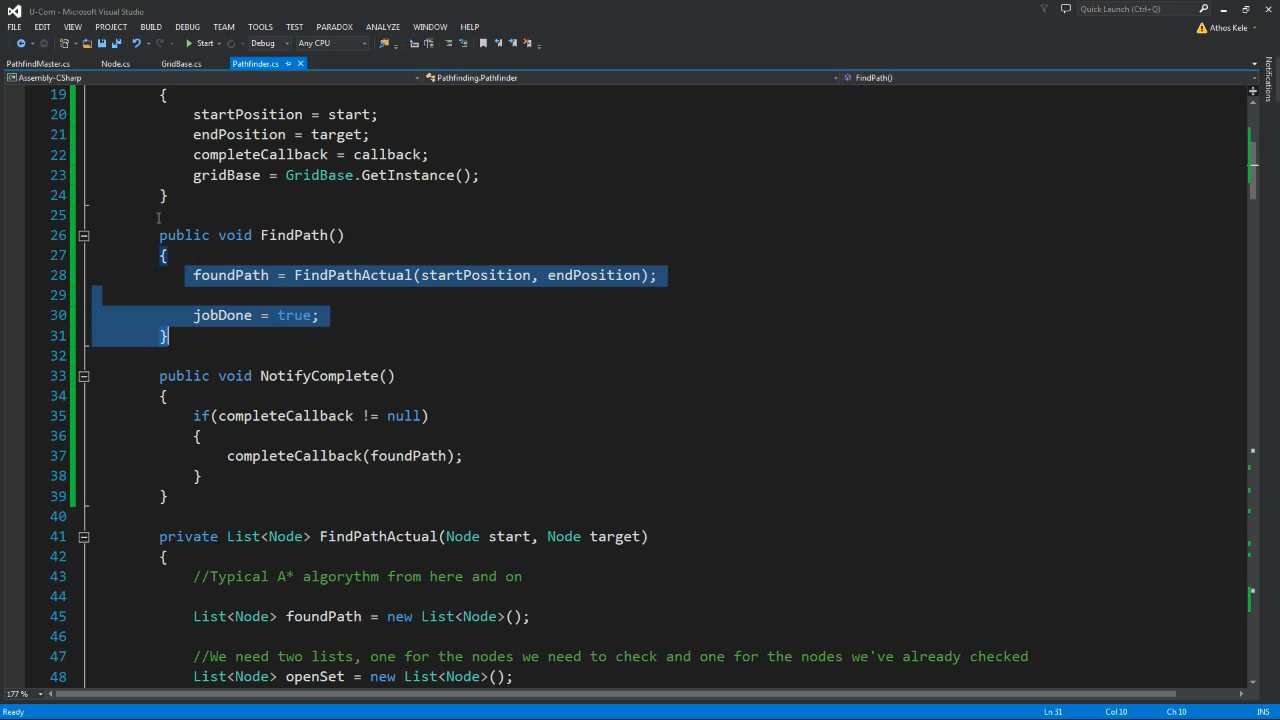 U-Com - Microsoft Visual Studio
Quick Launch (Ctrl+Q)
FILE EDIT VIEW PROJECT BUILD DEBUG TEAM TOOLS TEST PARADOX ANALYZE WINDOW HELP
Athos Kele
Start Debug Any CPU
PathfindMaster.cs Node.cs GridBase.cs Pathfinder.cs
Notifications
Assembly-CSharp Pathfinding.Pathfinder FindPath()
19 {
20 startPosition = start;
21 endPosition = target;
22 completeCallback = callback;
23 gridBase = GridBase.GetInstance();
24 }
25
26 public void FindPath()
27 {
28 foundPath = FindPathActual(startPosition, endPosition);
29
30 jobDone = true;
31 }
32
33 public void NotifyComplete()
34 {
35 if(completeCallback != null)
36 {
37 completeCallback(foundPath);
38 }
39 }
40
41 private List<Node> FindPathActual(Node start, Node target)
42 {
43 //Typical A* algorythm from here and on
44
45 List<Node> foundPath = new List<Node>();
46
47 //We need two lists, one for the nodes we need to check and one for the nodes we've already checked
48 List<Node> openSet = new List<Node>();
177 %
Ready Ln 31 Col 10 Ch 10 INS